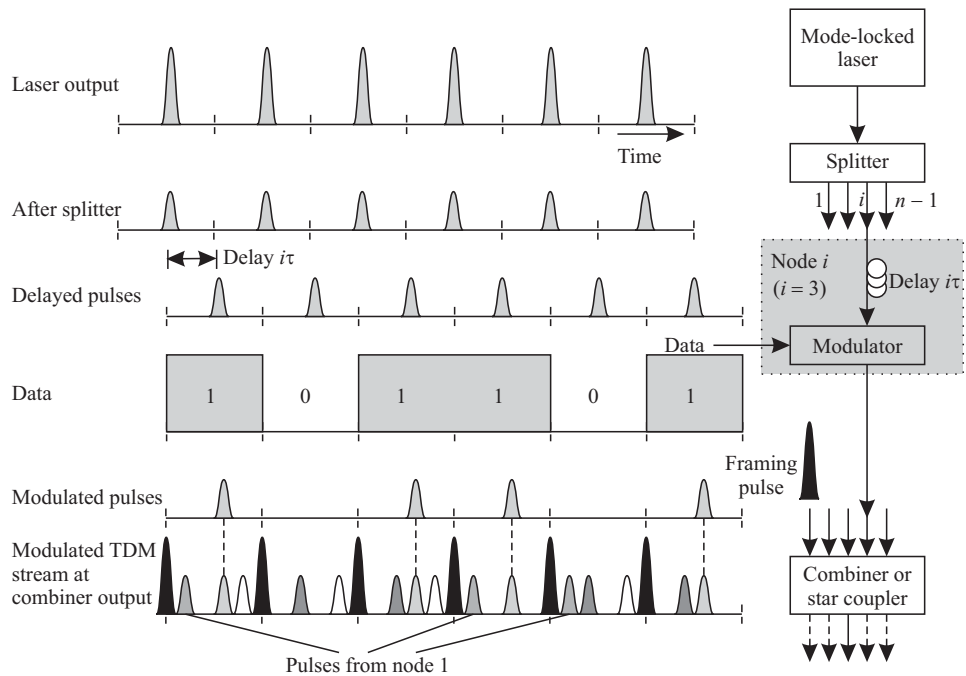 Mode-locked
laser
Laser output
Time
Splitter
1
i
n – 1
After splitter
Delay iτ
Node i
(i = 3)
Delay iτ
Delayed pulses
Data
Modulator
Data
1 0 1 1 0 1
Framing
pulse
Modulated pulses
Modulated TDM
stream at
combiner output
Combiner or
star coupler
Pulses from node 1